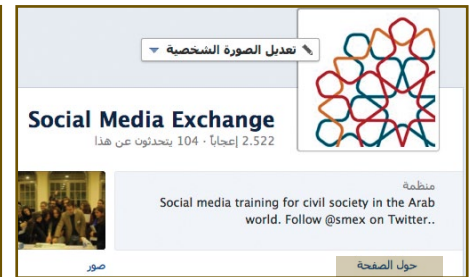 تعديل الصورة الشخصية
Social Media Exchange
2.522 إعجاباً · 104 يتحدثون عن هذا
منظمة
Social media training for civil society in the Arab
world. Follow @smex on Twitter..
حول الصفحة
صور